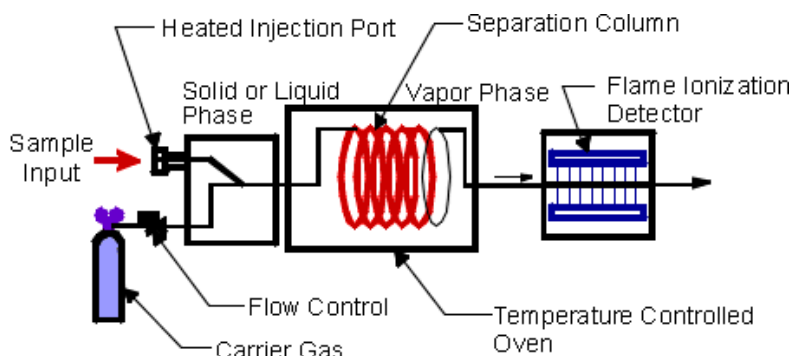 Heated Injection Port
Separation Column
Solid or Liquid
Phase
Vapor Phase
Flame Ionization
Detector
Sample
Input
Flow Control
Carrier Gas
Temperature Controlled
Oven